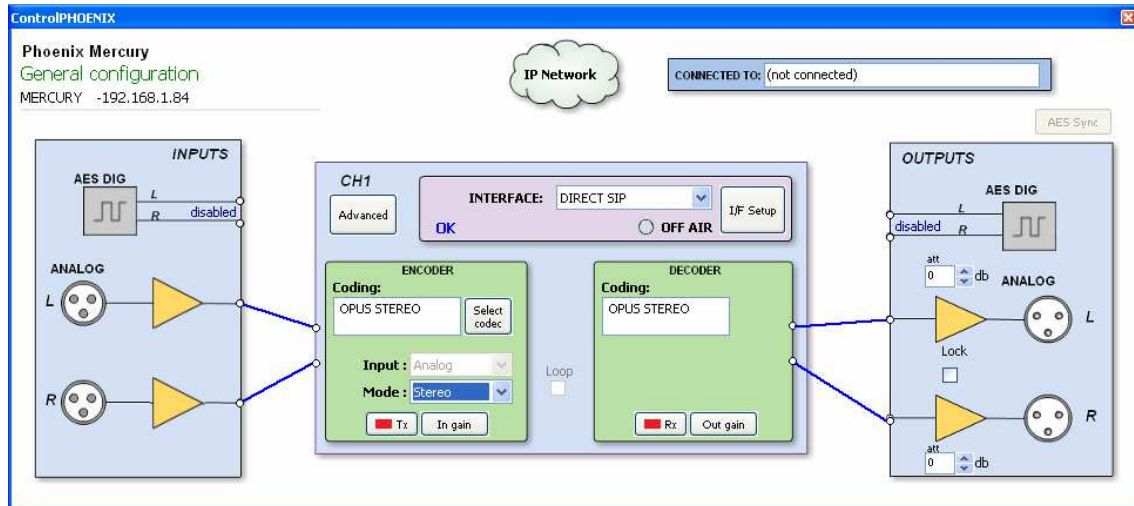 ControlPHOENIX
Phoenix Mercury
General configuration
MERCURY -192.168.1.84
IP Network
CONNECTED TO: (not connected)
AES Sync
INPUTS
AES DIG
L
R disabled
ANALOG
L
R
CH1
Advanced
INTERFACE: DIRECT SIP
I/F Setup
OK
OFF AIR
ENCODER
Coding:
OPUS STEREO
Select
codec
Input : Analog
Mode : Stereo
Tx
In gain
Loop
DECODER
Coding:
OPUS STEREO
Rx
Out gain
OUTPUTS
AES DIG
L
disabled R
att
0 db
ANALOG
L
Lock
R
att
0 db